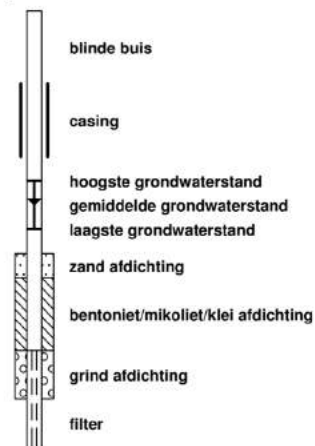 blinde buis
casing
hoogste grondwaterstand
gemiddelde grondwaterstand
laagste grondwaterstand
zand afdichting
bentoniet/mikoliet/klei afdichting
grind afdichting
filter